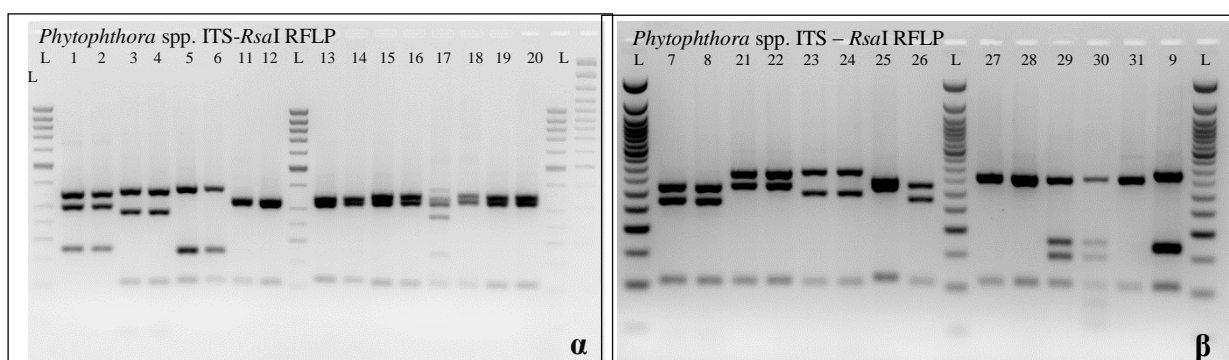 Phytophthora spp. ITS-RsaI RFLP
L 1 2 3 4 5 6 11 12 L 13 14 15 16 17 18 19 20 L
L
α
Phytophthora spp. ITS – RsaI RFLP
L 7 8 21 22 23 24 25 26 L 27 28 29 30 31 9 L
β